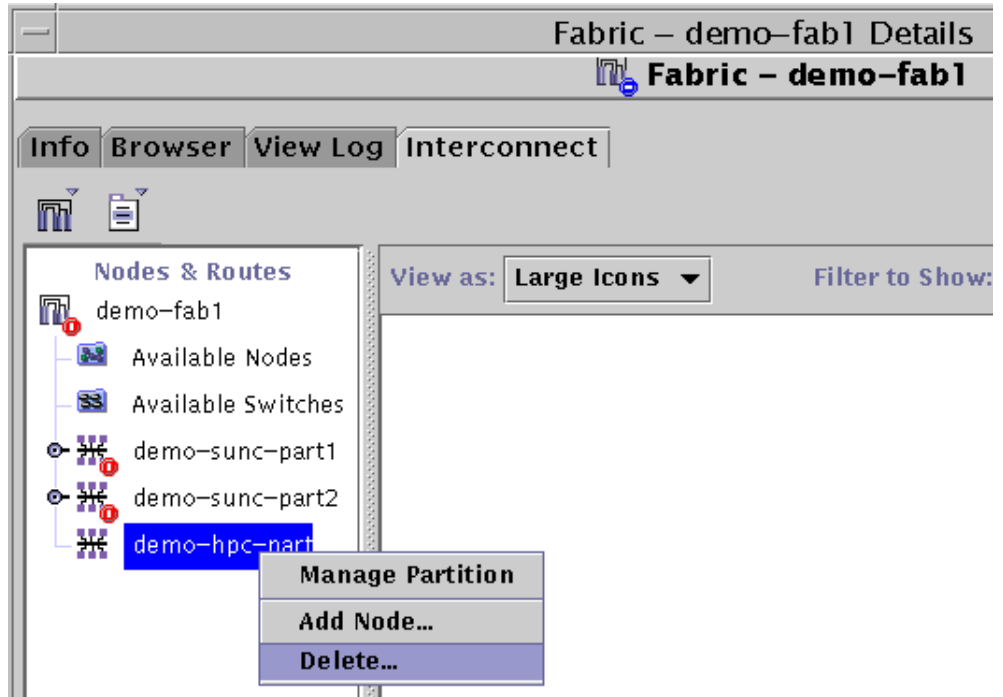 Fabric – demo–fab1 Details
Fabric – demo–fab1
Info Browser View Log Interconnect
Nodes & Routes
View as: Large Icons Filter to Show:
demo–fab1
Available Nodes
Available Switches
demo–sunc–part1
demo–sunc–part2
demo–hpc–part
Manage Partition
Add Node...
Delete...